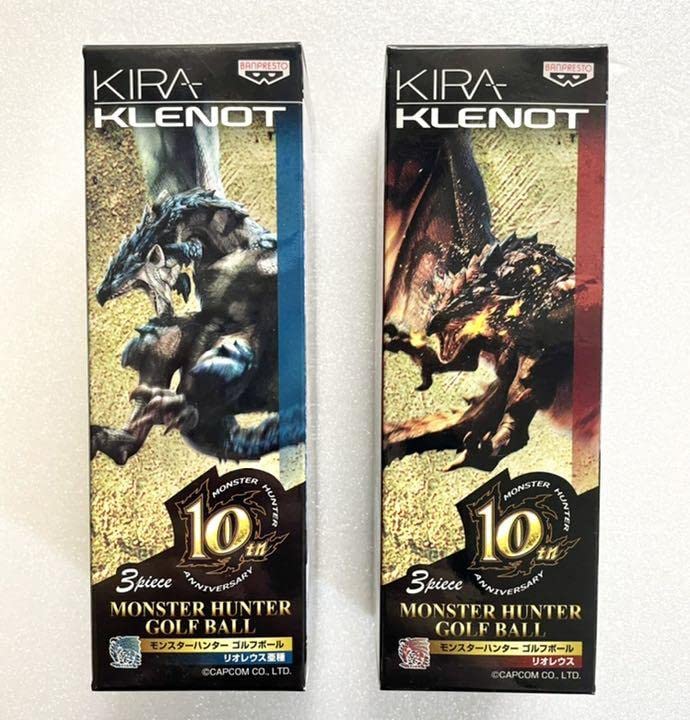 KIRA
BANPRESTO
KLENOT
MONSTER HUNTER
10th
ANNIVERSARY
3piece
MONSTER HUNTER
GOLF BALL
モンスターハンター ゴルフボール
リオレウス亜種
©CAPCOM CO., LTD.
KIRA
BANPRESTO
KLENOT
MONSTER HUNTER
10th
ANNIVERSARY
3piece
MONSTER HUNTER
GOLF BALL
モンスターハンター ゴルフボール
リオレウス
©CAPCOM CO., LTD.